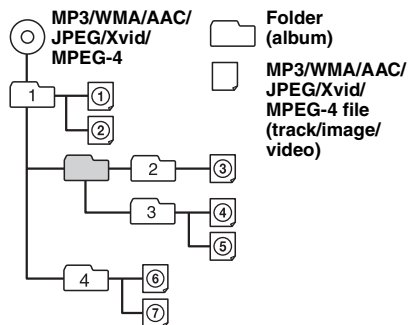 MP3/WMA/AAC/
JPEG/Xvid/
MPEG-4
Folder
(album)
MP3/WMA/AAC/
JPEG/Xvid/
MPEG-4 file
(track/image/
video)
1
①
②
2
③
3
④
⑤
4
⑥
⑦